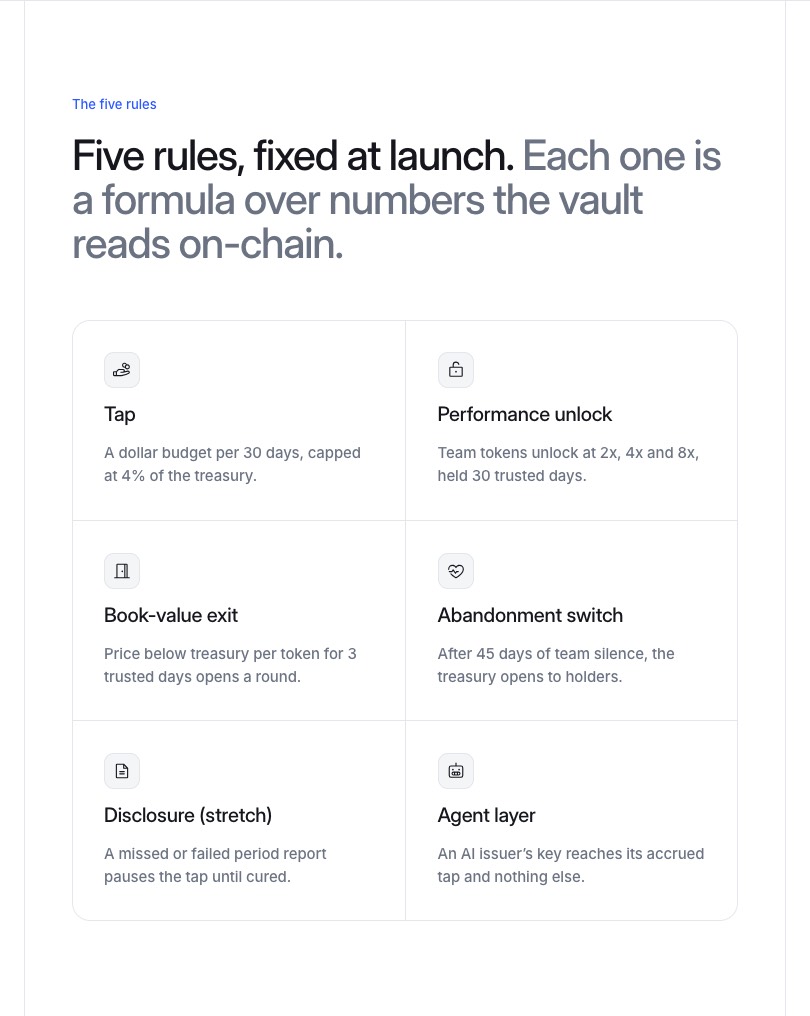 The five rules
Five rules, fixed at launch. Each one is
a formula over numbers the vault
reads on-chain.
Tap
A dollar budget per 30 days, capped
at 4% of the treasury.
Performance unlock
Team tokens unlock at 2x, 4x and 8x,
held 30 trusted days.
Book-value exit
Price below treasury per token for 3
trusted days opens a round.
Abandonment switch
After 45 days of team silence, the
treasury opens to holders.
Disclosure (stretch)
A missed or failed period report
pauses the tap until cured.
Agent layer
An AI issuer’s key reaches its accrued
tap and nothing else.